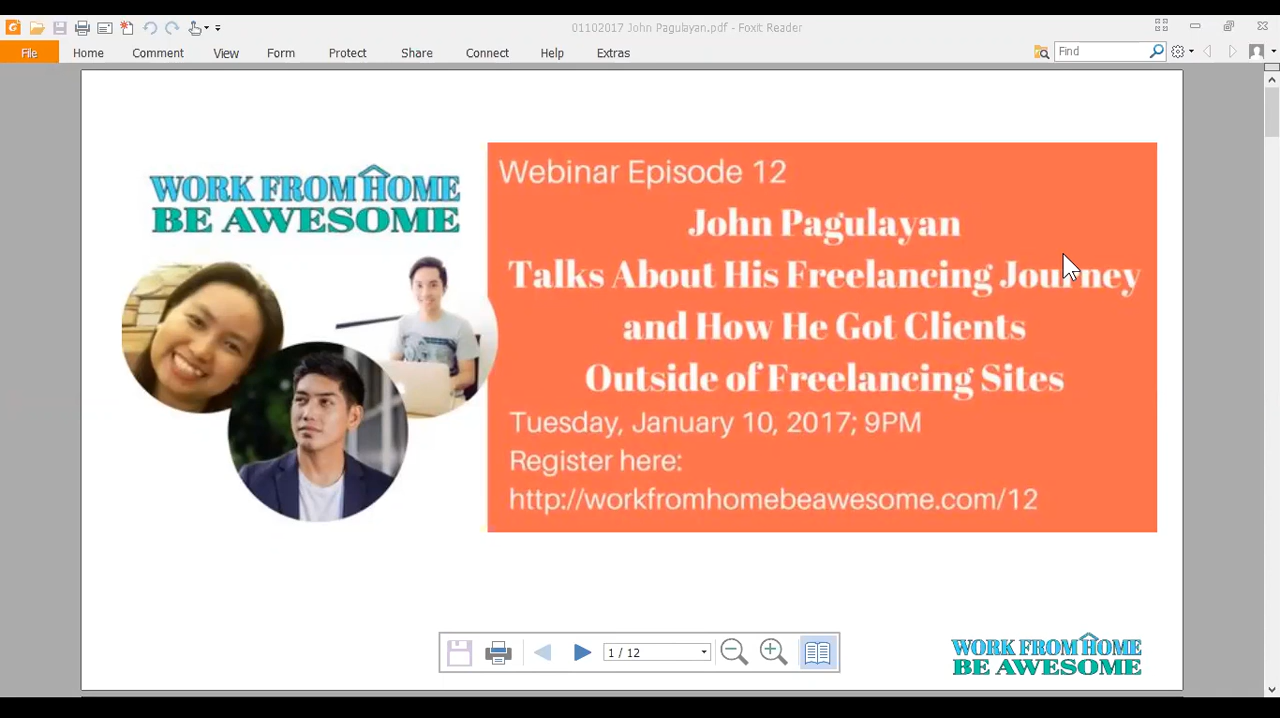 01102017 John Pagulayan.pdf - Foxit Reader
File Home Comment View Form Protect Share Connect Help Extras
Find
WORK FROM HOME
BE AWESOME
Webinar Episode 12
John Pagulayan
Talks About His Freelancing Journey
and How He Got Clients
Outside of Freelancing Sites
Tuesday, January 10, 2017; 9PM
Register here:
http://workfromhomebeawesome.com/12
1 / 12
WORK FROM HOME
BE AWESOME